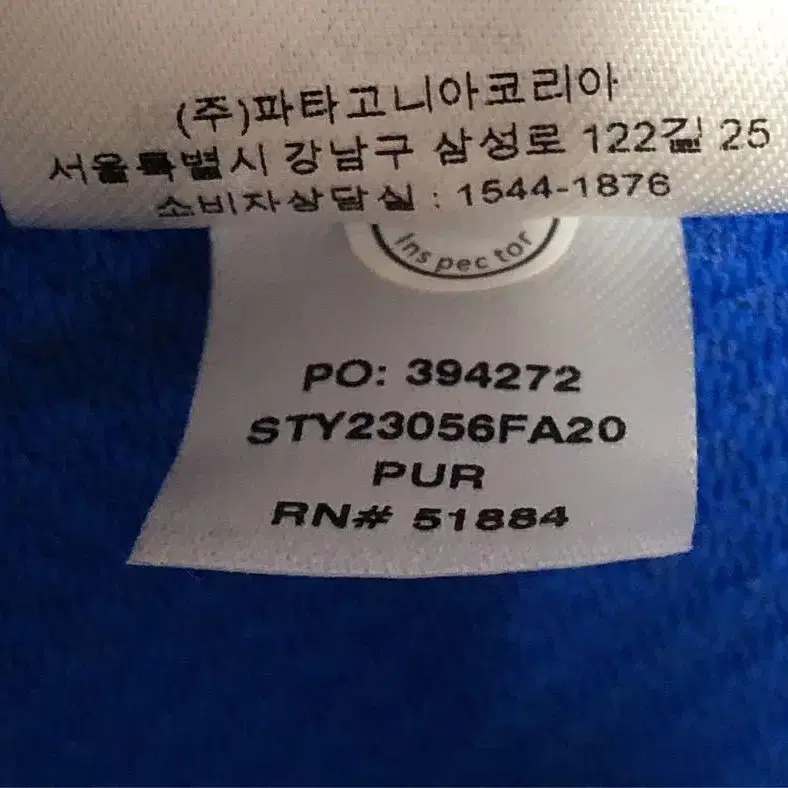 (주)파타고니아코리아
서울특별시 강남구 삼성로 122길 25
소비자상담실 : 1544-1876
Inspector
PO: 394272
STY23056FA20
PUR
RN# 51884